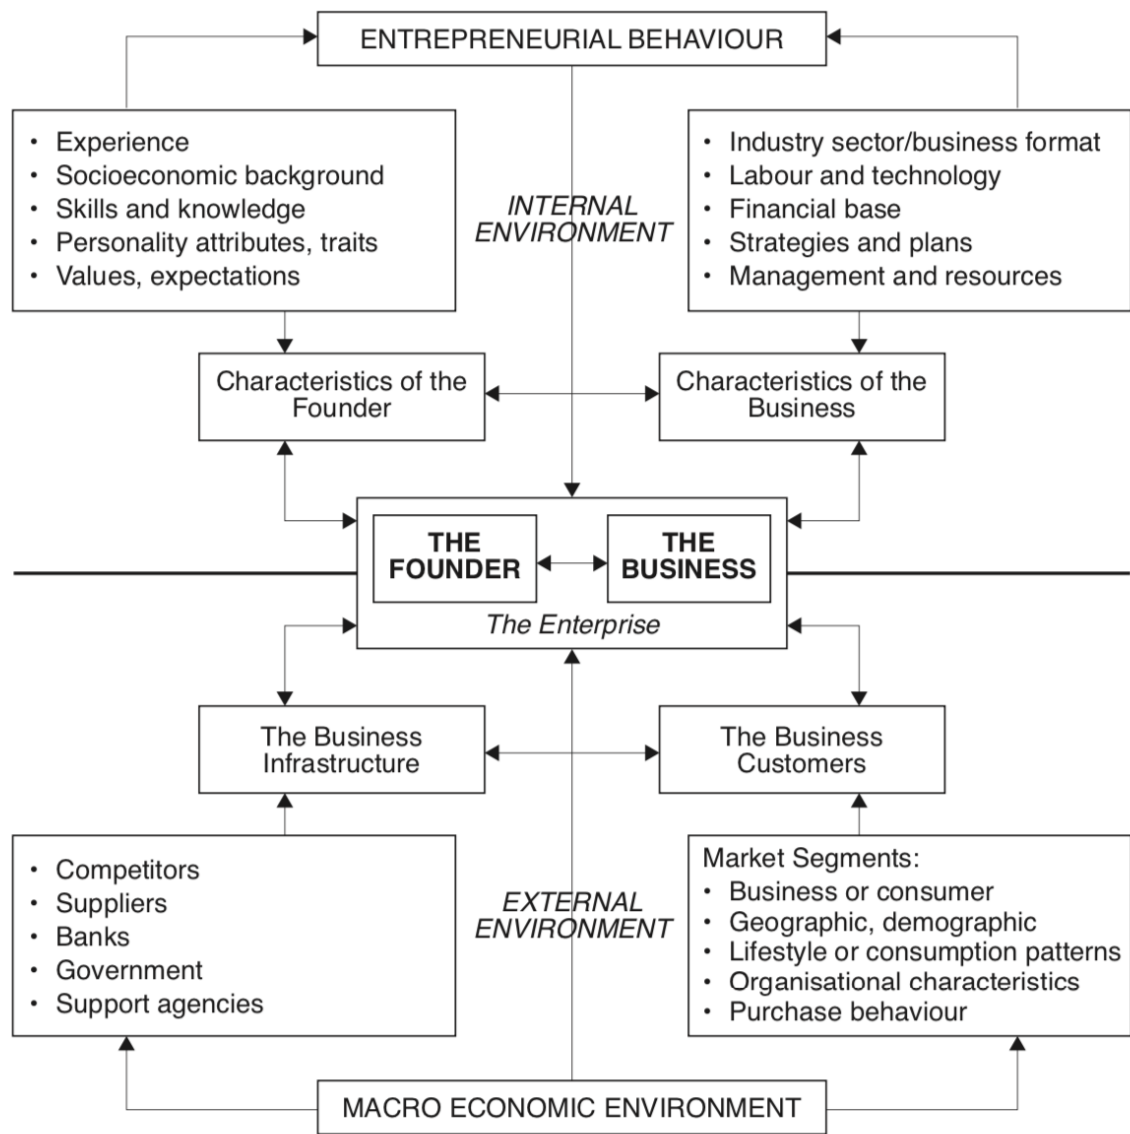 ENTREPRENEURIAL BEHAVIOUR
• Experience
• Socioeconomic background
• Skills and knowledge
• Personality attributes, traits
• Values, expectations
INTERNAL
ENVIRONMENT
• Industry sector/business format
• Labour and technology
• Financial base
• Strategies and plans
• Management and resources
Characteristics of the
Founder
Characteristics of the
Business
THE
FOUNDER
THE
BUSINESS
The Enterprise
The Business
Infrastructure
The Business
Customers
• Competitors
• Suppliers
• Banks
• Government
• Support agencies
EXTERNAL
ENVIRONMENT
Market Segments:
• Business or consumer
• Geographic, demographic
• Lifestyle or consumption patterns
• Organisational characteristics
• Purchase behaviour
MACRO ECONOMIC ENVIRONMENT